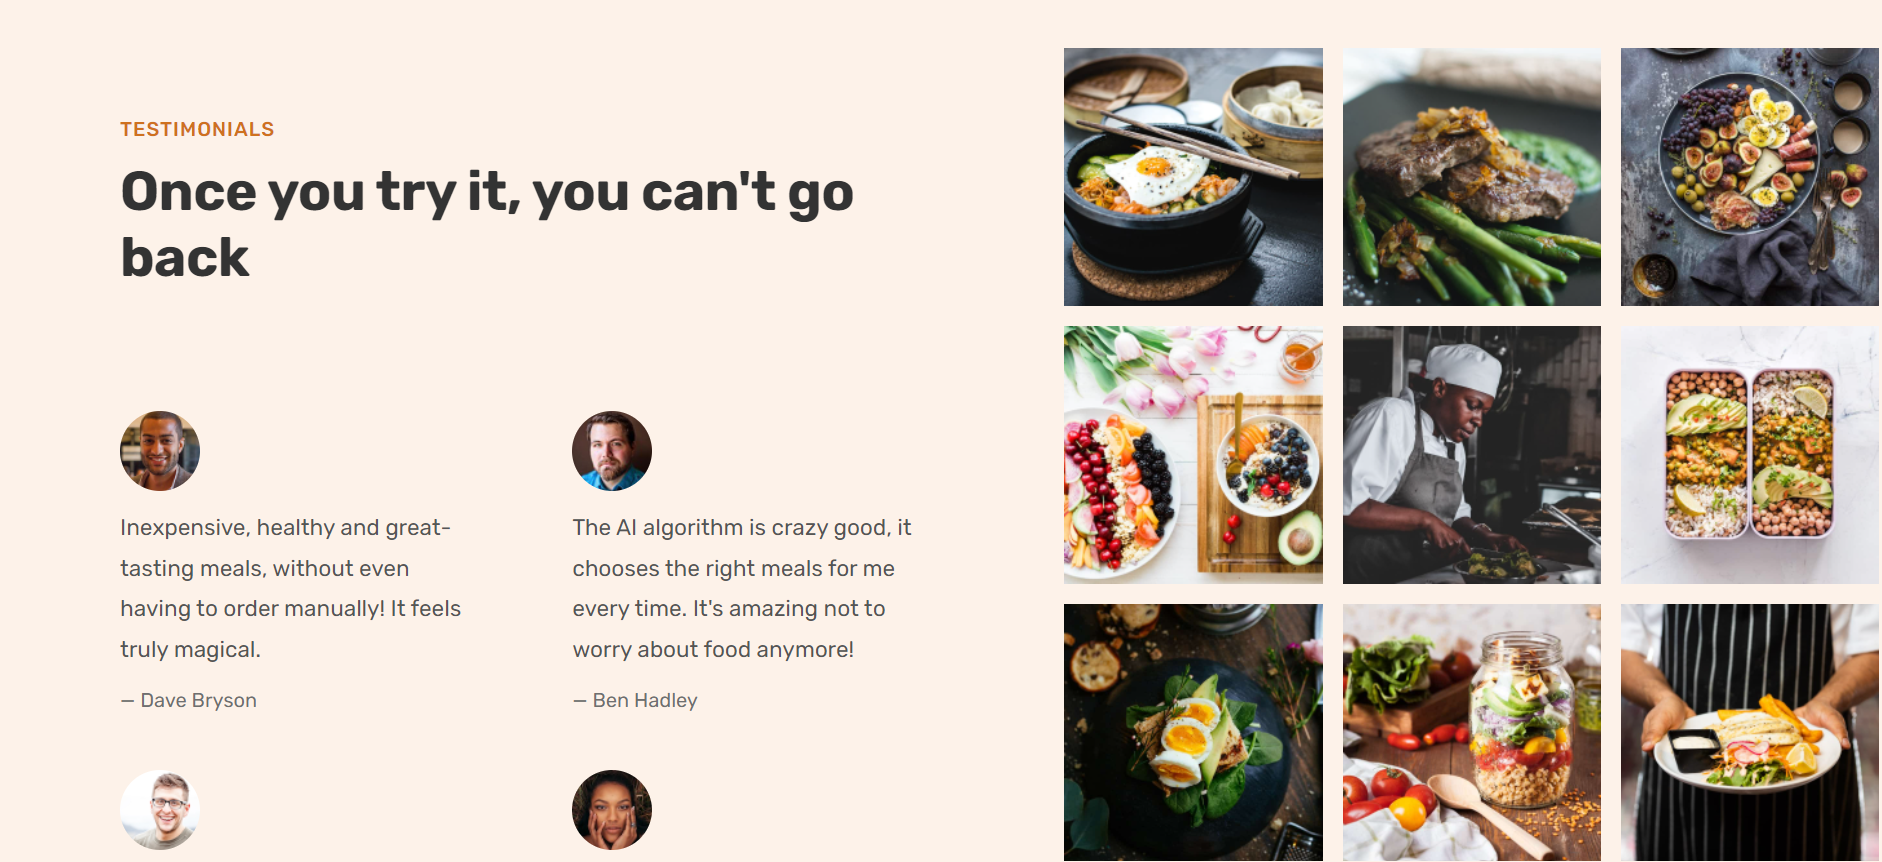 TESTIMONIALS
Once you try it, you can't go
back
Inexpensive, healthy and great-
tasting meals, without even
having to order manually! It feels
truly magical.
— Dave Bryson
The AI algorithm is crazy good, it
chooses the right meals for me
every time. It's amazing not to
worry about food anymore!
— Ben Hadley